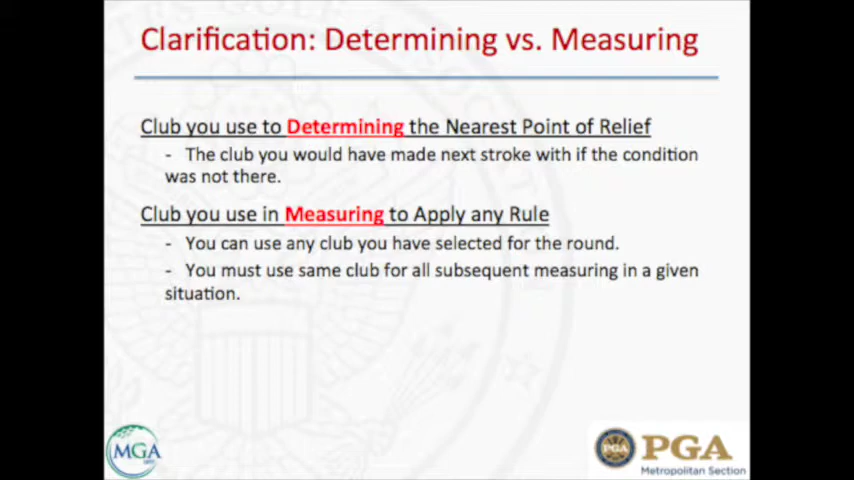 Clarification: Determining vs. Measuring
Club you use to Determining the Nearest Point of Relief
- The club you would have made next stroke with if the condition
was not there.
Club you use in Measuring to Apply any Rule
- You can use any club you have selected for the round.
- You must use same club for all subsequent measuring in a given
situation.
MGA
PGA
Metropolitan Section